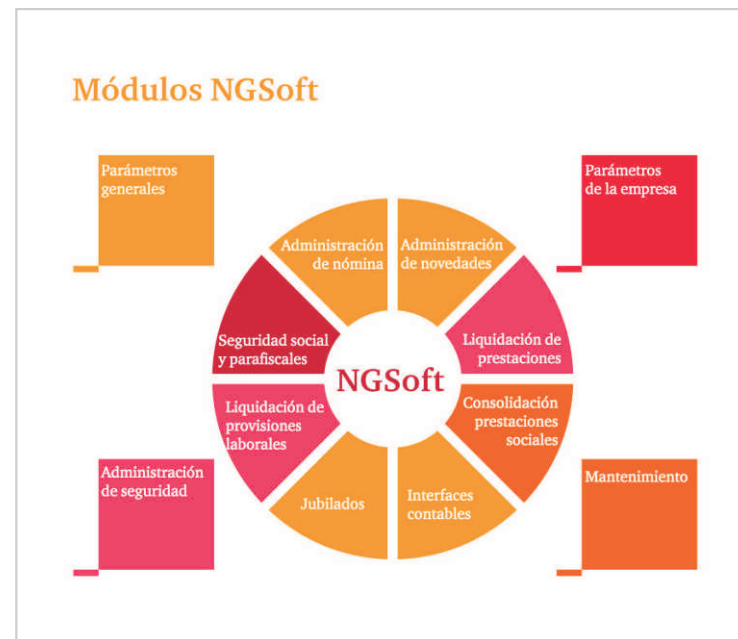 Módulos NGSoft
Parámetros
generales
Parámetros
de la empresa
Administración
de nómina
Administración
de novedades
Seguridad social
y parafiscales
Liquidación de
prestaciones
NGSoft
Liquidación de
provisiones
laborales
Consolidación
prestaciones
sociales
Jubilados
Interfaces
contables
Administración
de seguridad
Mantenimiento